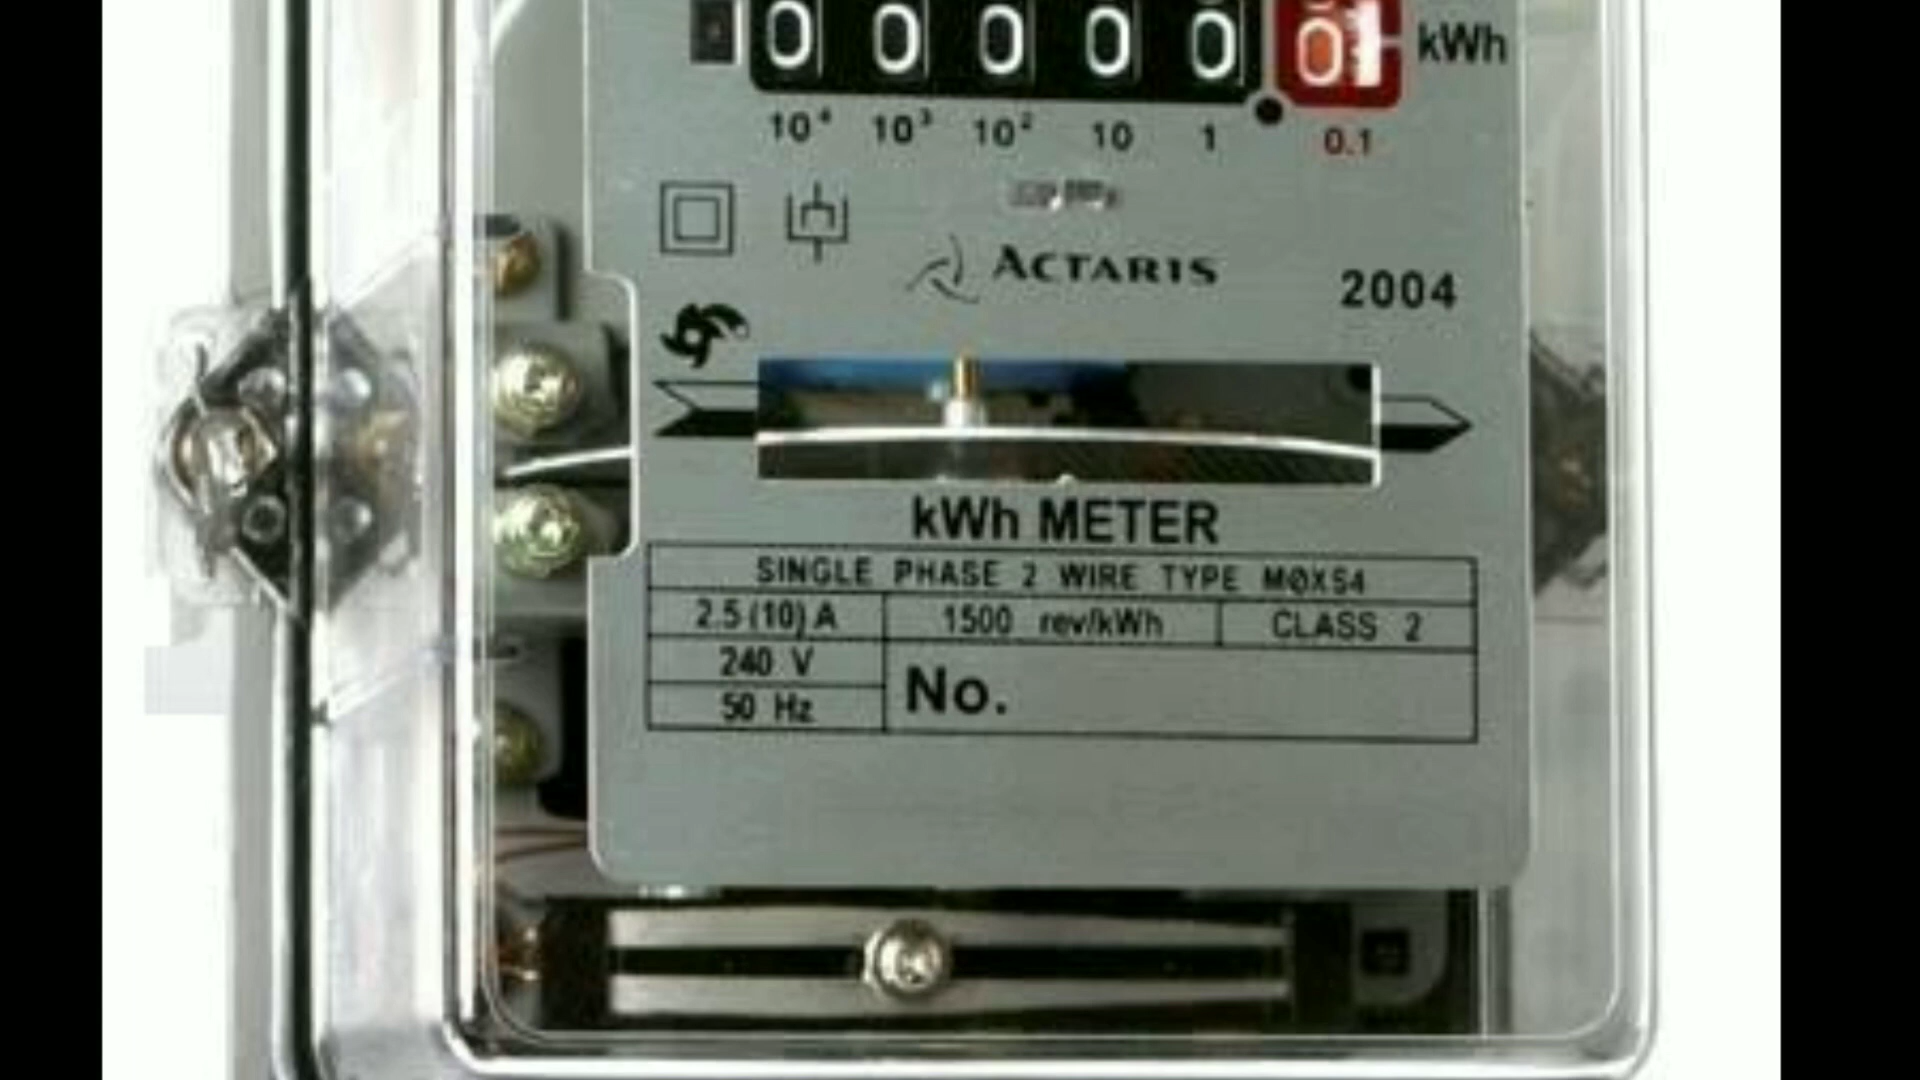 0 0 0 0 0 0 kWh
10⁴ 10³ 10² 10 1 0.1
ACTARIS
2004
kWh METER
SINGLE PHASE 2 WIRE TYPE MØXS4
2.5 (10) A 1500 rev/kWh CLASS 2
240 V
50 Hz
No.